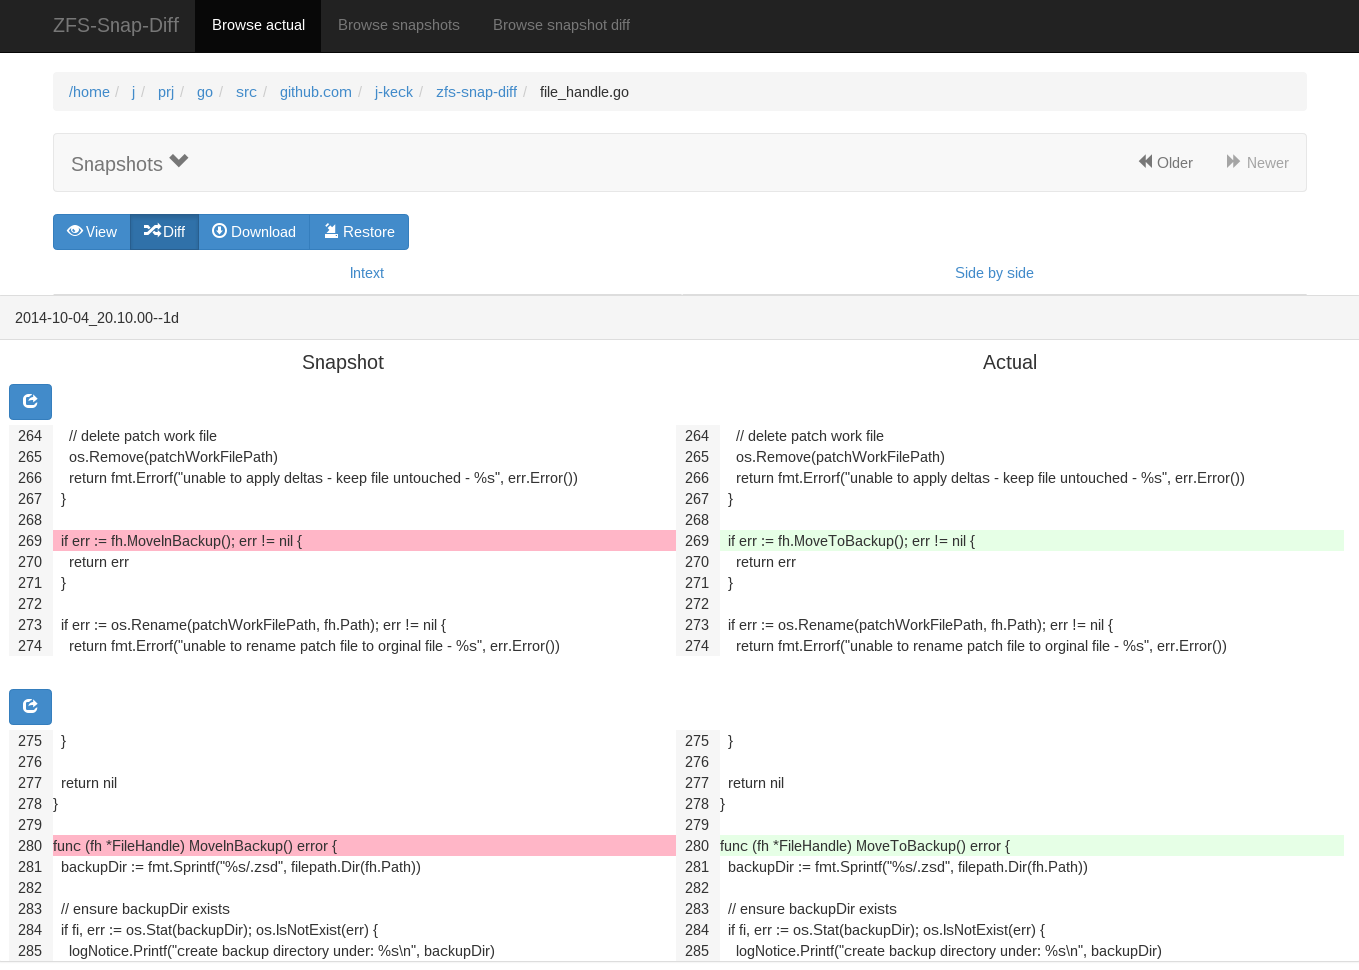 ZFS-Snap-Diff Browse actual Browse snapshots Browse snapshot diff
/home / j / prj / go / src / github.com / j-keck / zfs-snap-diff / file_handle.go
Snapshots Older Newer
View Diff Download Restore
Intext Side by side
2014-10-04_20.10.00--1d
Snapshot Actual
264 // delete patch work file 264 // delete patch work file
265 os.Remove(patchWorkFilePath) 265 os.Remove(patchWorkFilePath)
266 return fmt.Errorf("unable to apply deltas - keep file untouched - %s", err.Error()) 266 return fmt.Errorf("unable to apply deltas - keep file untouched - %s", err.Error())
267 } 267 }
268 268
269 if err := fh.MoveInBackup(); err != nil { 269 if err := fh.MoveToBackup(); err != nil {
270 return err 270 return err
271 } 271 }
272 272
273 if err := os.Rename(patchWorkFilePath, fh.Path); err != nil { 273 if err := os.Rename(patchWorkFilePath, fh.Path); err != nil {
274 return fmt.Errorf("unable to rename patch file to orginal file - %s", err.Error()) 274 return fmt.Errorf("unable to rename patch file to orginal file - %s", err.Error())
275 } 275 }
276 276
277 return nil 277 return nil
278 } 278 }
279 279
280 func (fh *FileHandle) MoveInBackup() error { 280 func (fh *FileHandle) MoveToBackup() error {
281 backupDir := fmt.Sprintf("%s/.zsd", filepath.Dir(fh.Path)) 281 backupDir := fmt.Sprintf("%s/.zsd", filepath.Dir(fh.Path))
282 282
283 // ensure backupDir exists 283 // ensure backupDir exists
284 if fi, err := os.Stat(backupDir); os.IsNotExist(err) { 284 if fi, err := os.Stat(backupDir); os.IsNotExist(err) {
285 logNotice.Printf("create backup directory under: %s\n", backupDir) 285 logNotice.Printf("create backup directory under: %s\n", backupDir)